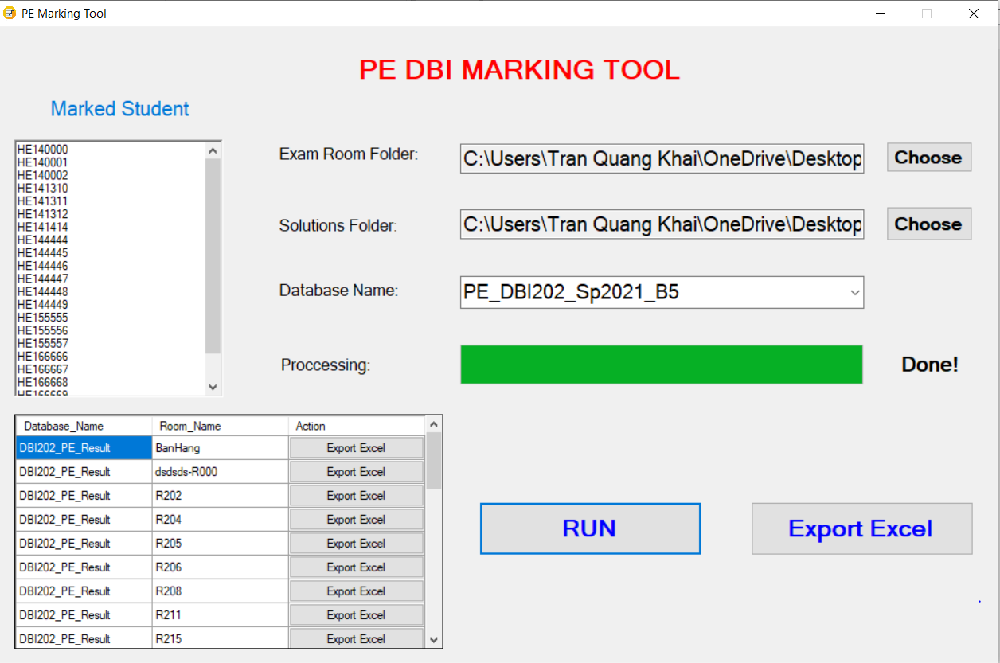 PE Marking Tool
PE DBI MARKING TOOL
Marked Student
HE140000
HE140001
HE140002
HE141310
HE141311
HE141312
HE141414
HE144444
HE144445
HE144446
HE144447
HE144448
HE144449
HE155555
HE155556
HE155557
HE166666
HE166667
HE166668
HE166669
Exam Room Folder: C:\Users\Tran Quang Khai\OneDrive\Desktop Choose
Solutions Folder: C:\Users\Tran Quang Khai\OneDrive\Desktop Choose
Database Name: PE_DBI202_Sp2021_B5
Proccessing: Done!
Database_Name Room_Name Action
DBI202_PE_Result BanHang Export Excel
DBI202_PE_Result dsdsds-R000 Export Excel
DBI202_PE_Result R202 Export Excel
DBI202_PE_Result R204 Export Excel
DBI202_PE_Result R205 Export Excel
DBI202_PE_Result R206 Export Excel
DBI202_PE_Result R208 Export Excel
DBI202_PE_Result R211 Export Excel
DBI202_PE_Result R215 Export Excel
RUN Export Excel